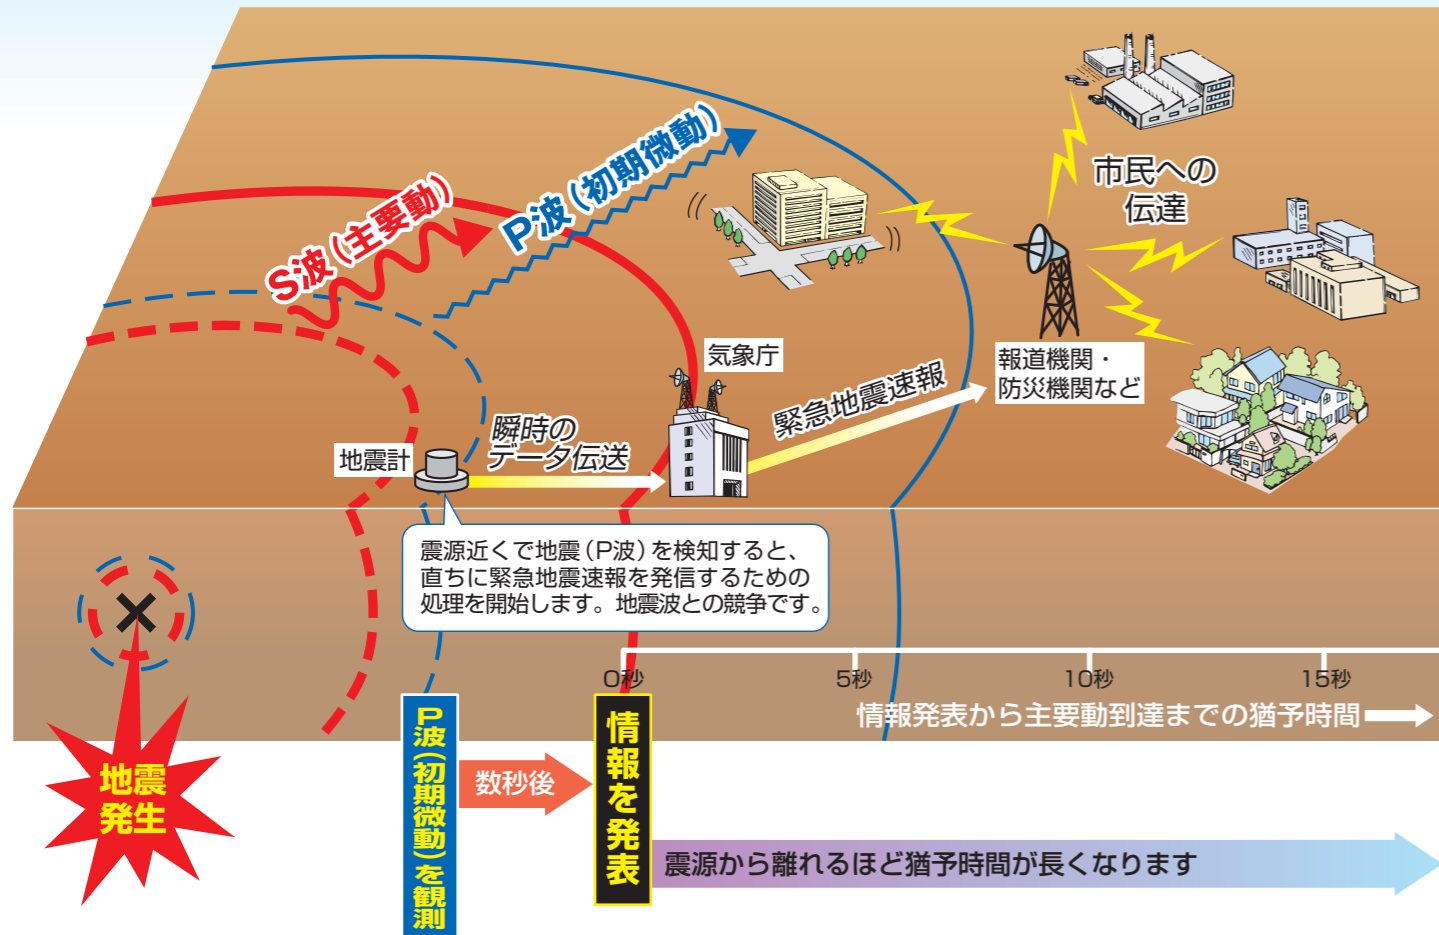 市民への
伝達
P波（初期微動）
S波（主要動）
気象庁
報道機関・
防災機関など
緊急地震速報
瞬時の
データ伝送
地震計
震源近くで地震（P波）を検知すると、
直ちに緊急地震速報を発信するための
処理を開始します。地震波との競争です。
0秒
5秒
10秒
15秒
情報発表から主要動到達までの猶予時間
地震
発生
P波（初期微動）を観測
数秒後
情報を発表
震源から離れるほど猶予時間が長くなります